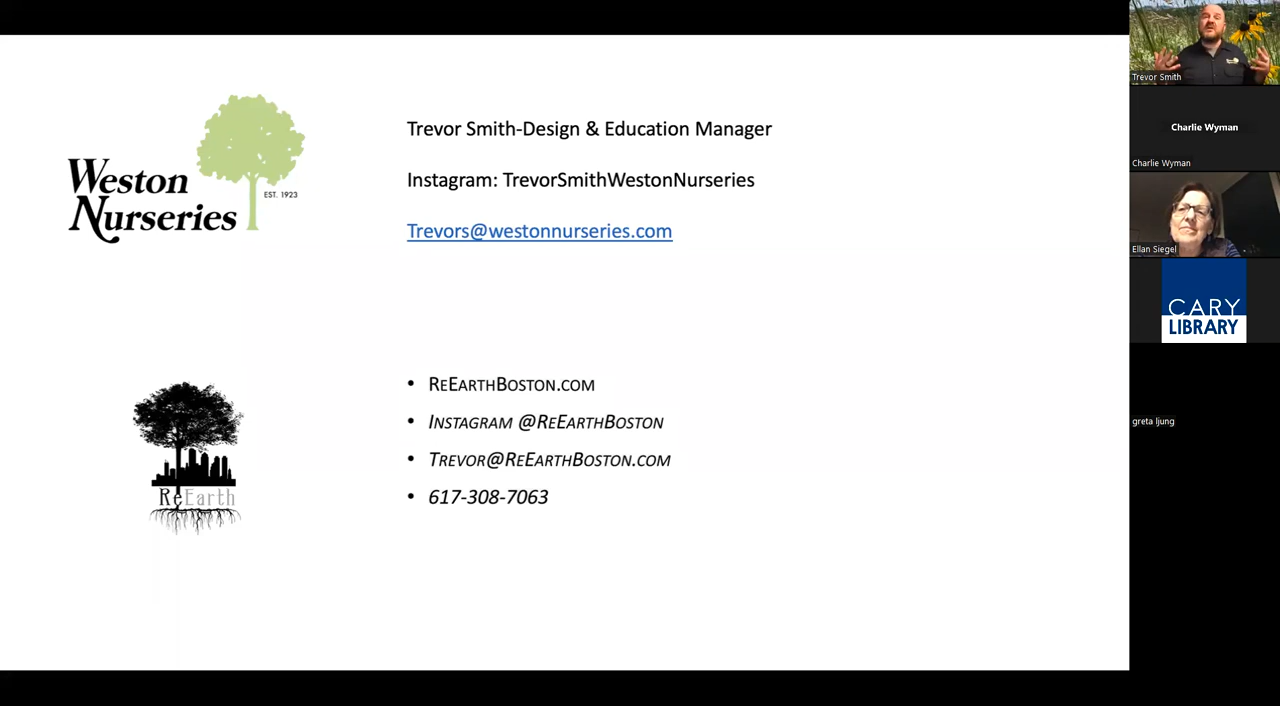 Weston
Nurseries
EST. 1923
Trevor Smith-Design & Education Manager
Instagram: TrevorSmithWestonNurseries
Trevors@westonnurseries.com
ReEarth
• REEARTHBOSTON.COM
• INSTAGRAM @REEARTHBOSTON
• TREVOR@REEARTHBOSTON.COM
• 617-308-7063
Trevor Smith
Charlie Wyman
Charlie Wyman
Ellan Siegel
CARY
LIBRARY
greta ljung